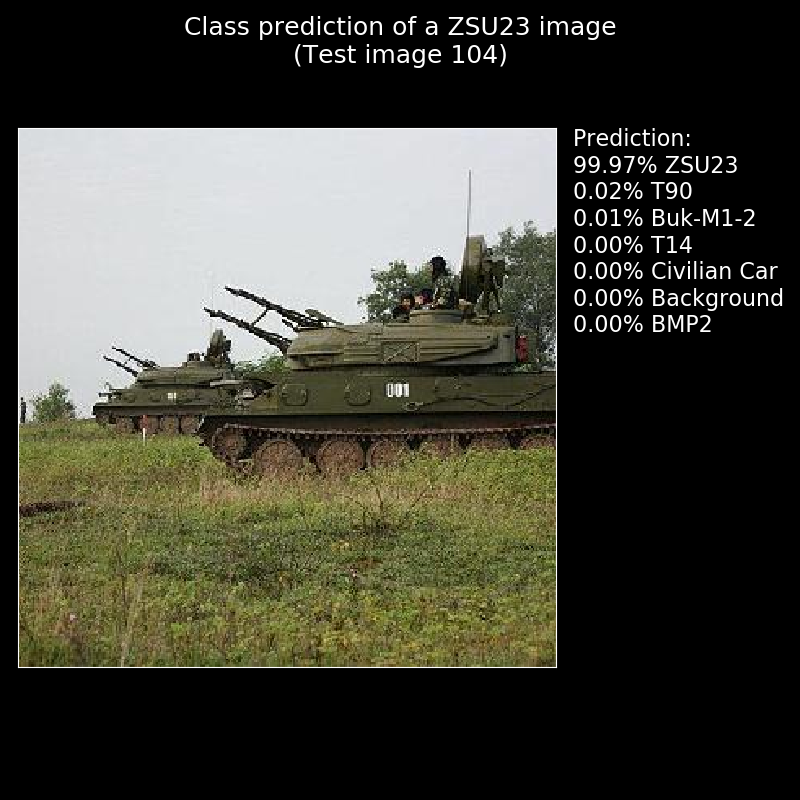 Class prediction of a ZSU23 image
(Test image 104)
Prediction:
99.97% ZSU23
0.02% T90
0.01% Buk-M1-2
0.00% T14
0.00% Civilian Car
0.00% Background
0.00% BMP2
001